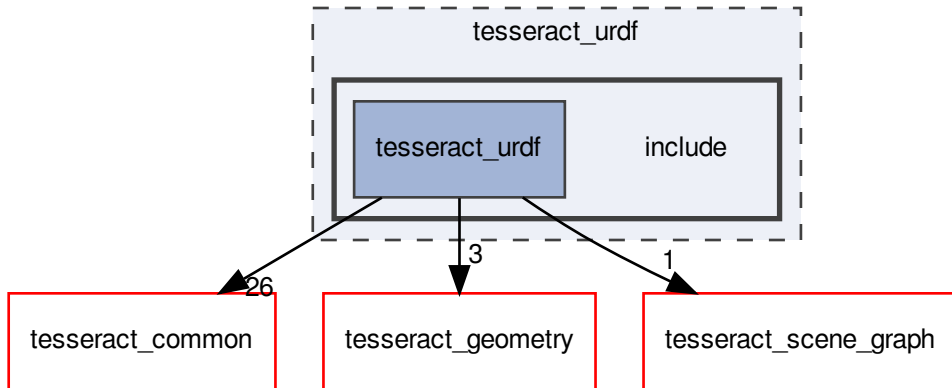 tesseract_urdf
tesseract_urdf
include
26
3
1
tesseract_common
tesseract_geometry
tesseract_scene_graph